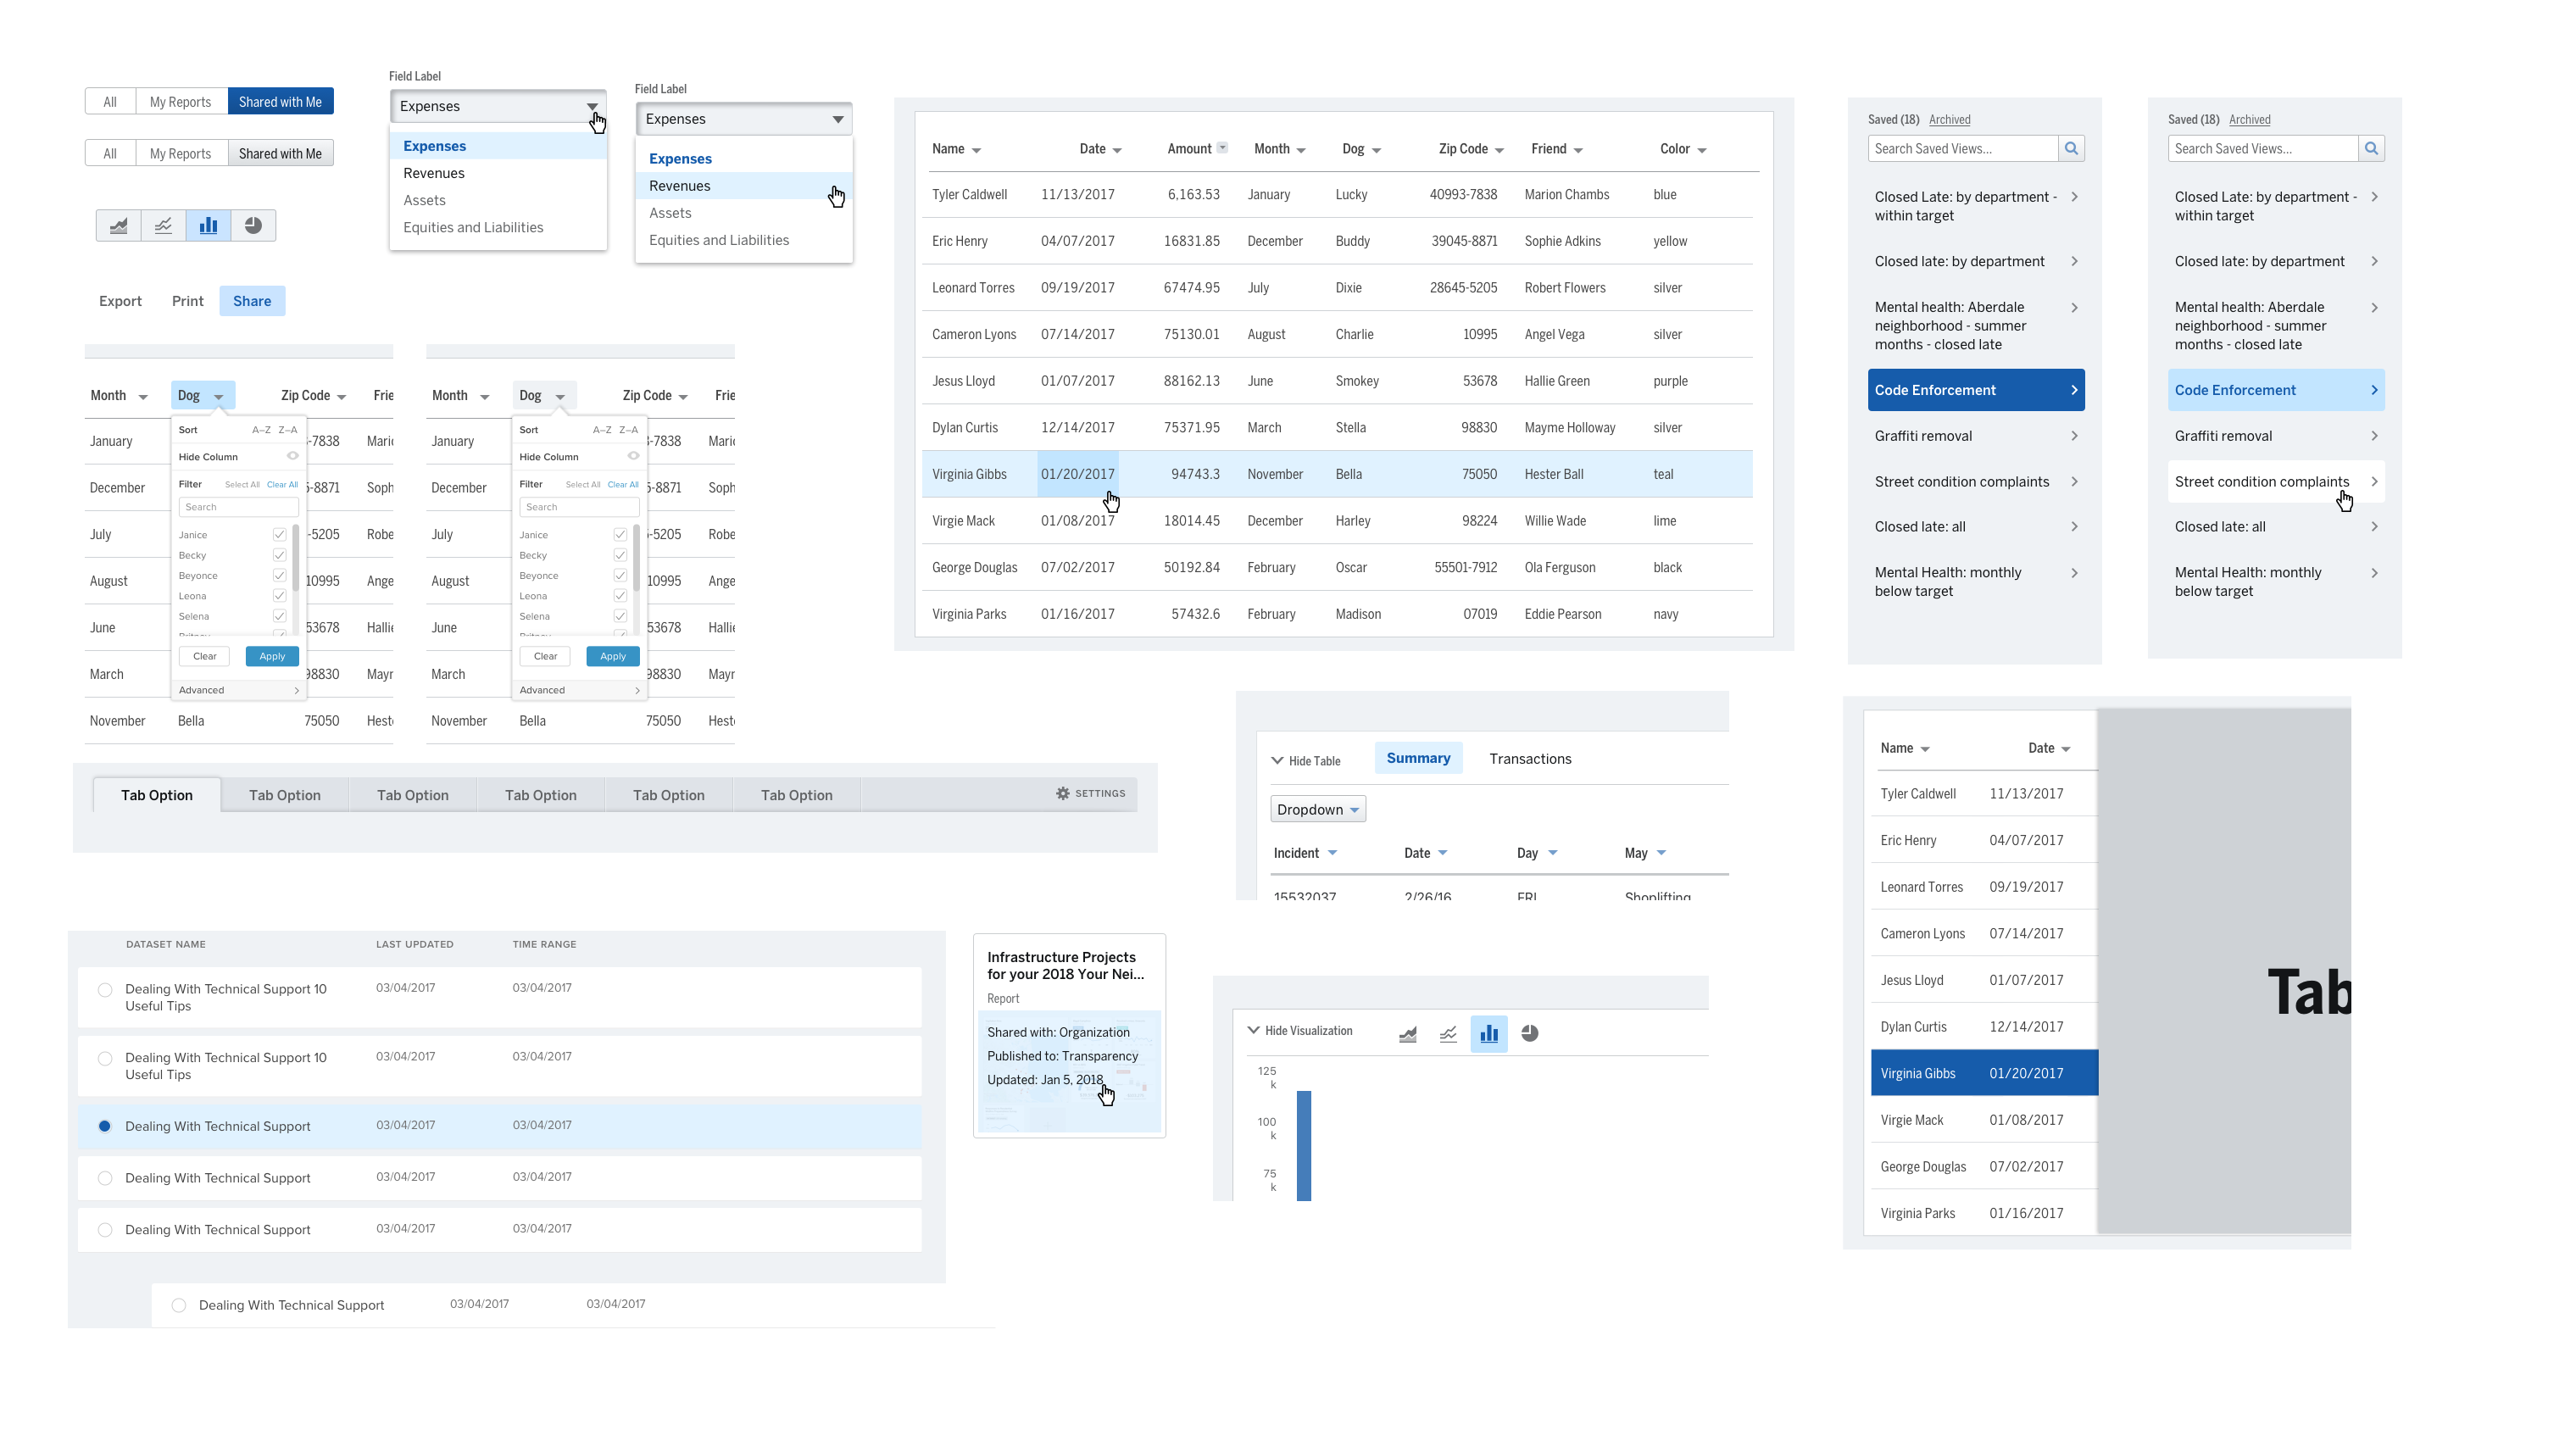 All My Reports Shared with Me
All My Reports Shared with Me
Export Print Share
Field Label
Expenses
Expenses
Revenues
Assets
Equities and Liabilities
Field Label
Expenses
Expenses
Revenues
Assets
Equities and Liabilities
Month Dog Zip Code Frie
January -7838 Mari
December 5-8871 Soph
July -5205 Robe
August 10995 Ange
June 53678 Halli
March 98830 Mayr
November Bella 75050 Hest
Sort A–Z Z–A
Hide Column
Filter Select All Clear All
Search
Janice
Becky
Beyonce
Leona
Selena
Clear Apply
Advanced
Month Dog Zip Code Frie
January -7838 Mari
December 5-8871 Soph
July -5205 Robe
August 10995 Ange
June 53678 Halli
March 98830 Mayr
November Bella 75050 Hest
Sort A–Z Z–A
Hide Column
Filter Select All Clear All
Search
Janice
Becky
Beyonce
Leona
Selena
Clear Apply
Advanced
Name Date Amount Month Dog Zip Code Friend Color
Tyler Caldwell 11/13/2017 6,163.53 January Lucky 40993-7838 Marion Chambs blue
Eric Henry 04/07/2017 16831.85 December Buddy 39045-8871 Sophie Adkins yellow
Leonard Torres 09/19/2017 67474.95 July Dixie 28645-5205 Robert Flowers silver
Cameron Lyons 07/14/2017 75130.01 August Charlie 10995 Angel Vega silver
Jesus Lloyd 01/07/2017 88162.13 June Smokey 53678 Hallie Green purple
Dylan Curtis 12/14/2017 75371.95 March Stella 98830 Mayme Holloway silver
Virginia Gibbs 01/20/2017 94743.3 November Bella 75050 Hester Ball teal
Virgie Mack 01/08/2017 18014.45 December Harley 98224 Willie Wade lime
George Douglas 07/02/2017 50192.84 February Oscar 55501-7912 Ola Ferguson black
Virginia Parks 01/16/2017 57432.6 February Madison 07019 Eddie Pearson navy
Saved (18) Archived
Search Saved Views...
Closed Late: by department -
within target
Closed late: by department
Mental health: Aberdale
neighborhood - summer
months - closed late
Code Enforcement
Graffiti removal
Street condition complaints
Closed late: all
Mental Health: monthly
below target
Saved (18) Archived
Search Saved Views...
Closed Late: by department -
within target
Closed late: by department
Mental health: Aberdale
neighborhood - summer
months - closed late
Code Enforcement
Graffiti removal
Street condition complaints
Closed late: all
Mental Health: monthly
below target
Tab Option Tab Option Tab Option Tab Option Tab Option Tab Option SETTINGS
Hide Table Summary Transactions
Dropdown
Incident Date Day May
15532037 2/26/16 FRI Shoplifting
Name Date
Tyler Caldwell 11/13/2017
Eric Henry 04/07/2017
Leonard Torres 09/19/2017
Cameron Lyons 07/14/2017
Jesus Lloyd 01/07/2017
Dylan Curtis 12/14/2017
Virginia Gibbs 01/20/2017
Virgie Mack 01/08/2017
George Douglas 07/02/2017
Virginia Parks 01/16/2017
Tab
DATASET NAME LAST UPDATED TIME RANGE
Dealing With Technical Support 10 03/04/2017 03/04/2017
Useful Tips
Dealing With Technical Support 10 03/04/2017 03/04/2017
Useful Tips
Dealing With Technical Support 03/04/2017 03/04/2017
Dealing With Technical Support 03/04/2017 03/04/2017
Dealing With Technical Support 03/04/2017 03/04/2017
Dealing With Technical Support 03/04/2017 03/04/2017
Infrastructure Projects
for your 2018 Your Nei...
Report
Shared with: Organization
Published to: Transparency
Updated: Jan 5, 2018
Hide Visualization
125
k
100
k
75
k